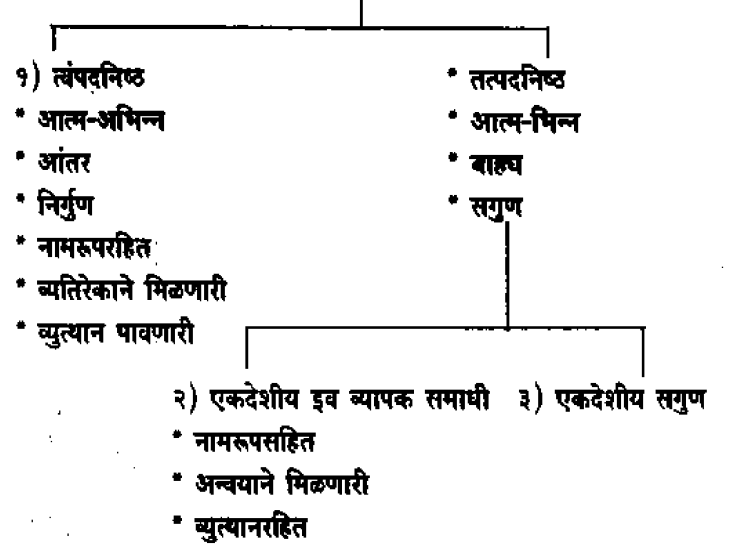 १) त्वंपदनिष्ठ
* आत्म-अभिन्न
* आंतर
* निर्गुण
* नामरूपरहित
* व्यतिरेकाने मिळणारी
* व्युत्थान पावणारी
* तत्पदनिष्ठ
* आत्म-भिन्न
* बाह्य
* सगुण
२) एकदेशीय इव व्यापक समाधी
* नामरूपसहित
* अन्वयाने मिळणारी
* व्युत्थानरहित
३) एकदेशीय सगुण